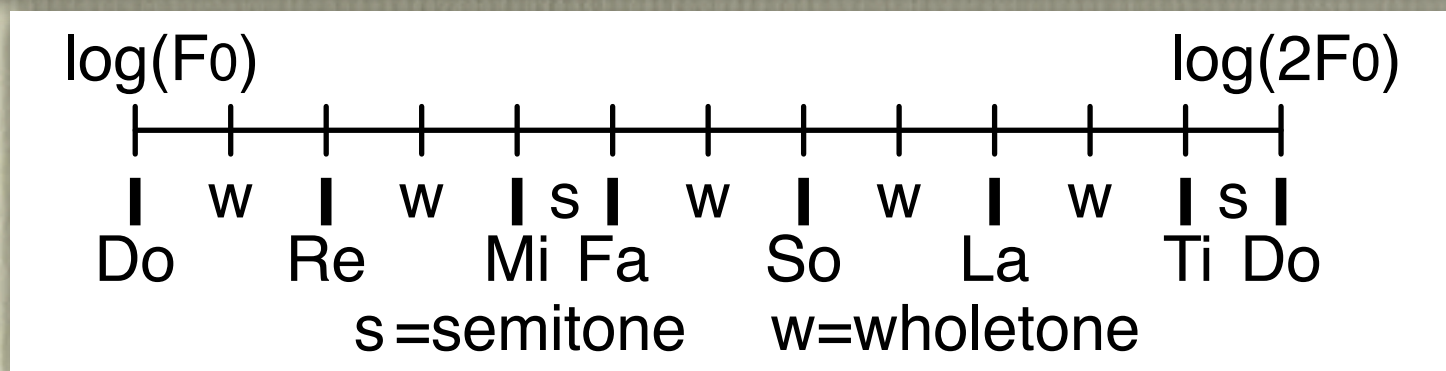 log(F0) log(2F0)
w w s w w w s
Do Re Mi Fa So La Ti Do
s =semitone w=wholetone